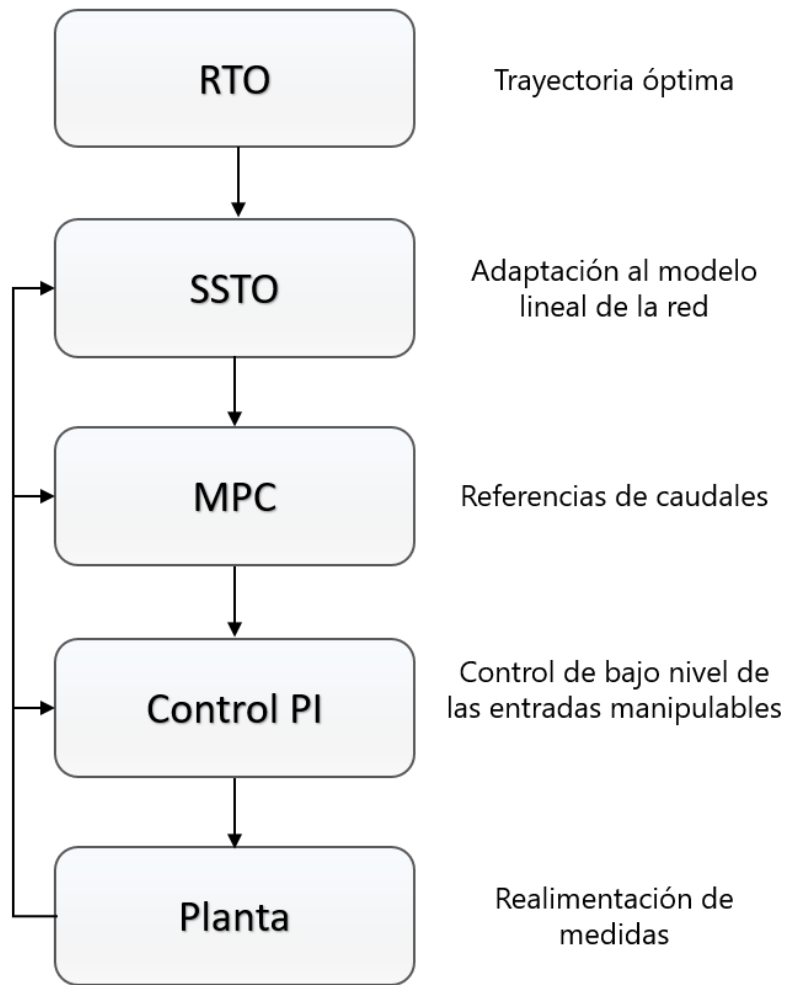 RTO
Trayectoria óptima
SSTO
Adaptación al modelo
lineal de la red
MPC
Referencias de caudales
Control PI
Control de bajo nivel de
las entradas manipulables
Planta
Realimentación de
medidas